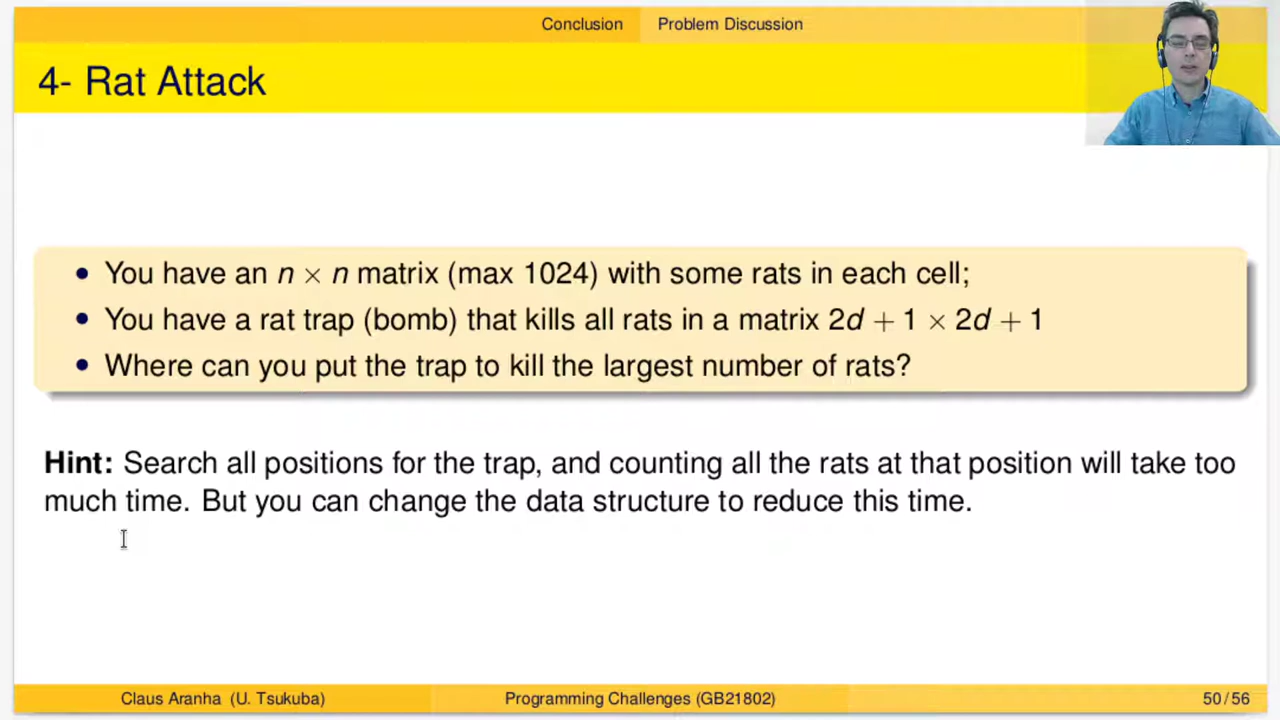 Conclusion Problem Discussion
4- Rat Attack
• You have an n × n matrix (max 1024) with some rats in each cell;
• You have a rat trap (bomb) that kills all rats in a matrix 2d + 1 × 2d + 1
• Where can you put the trap to kill the largest number of rats?
Hint: Search all positions for the trap, and counting all the rats at that position will take too
much time. But you can change the data structure to reduce this time.
Claus Aranha (U. Tsukuba) Programming Challenges (GB21802) 50 / 56